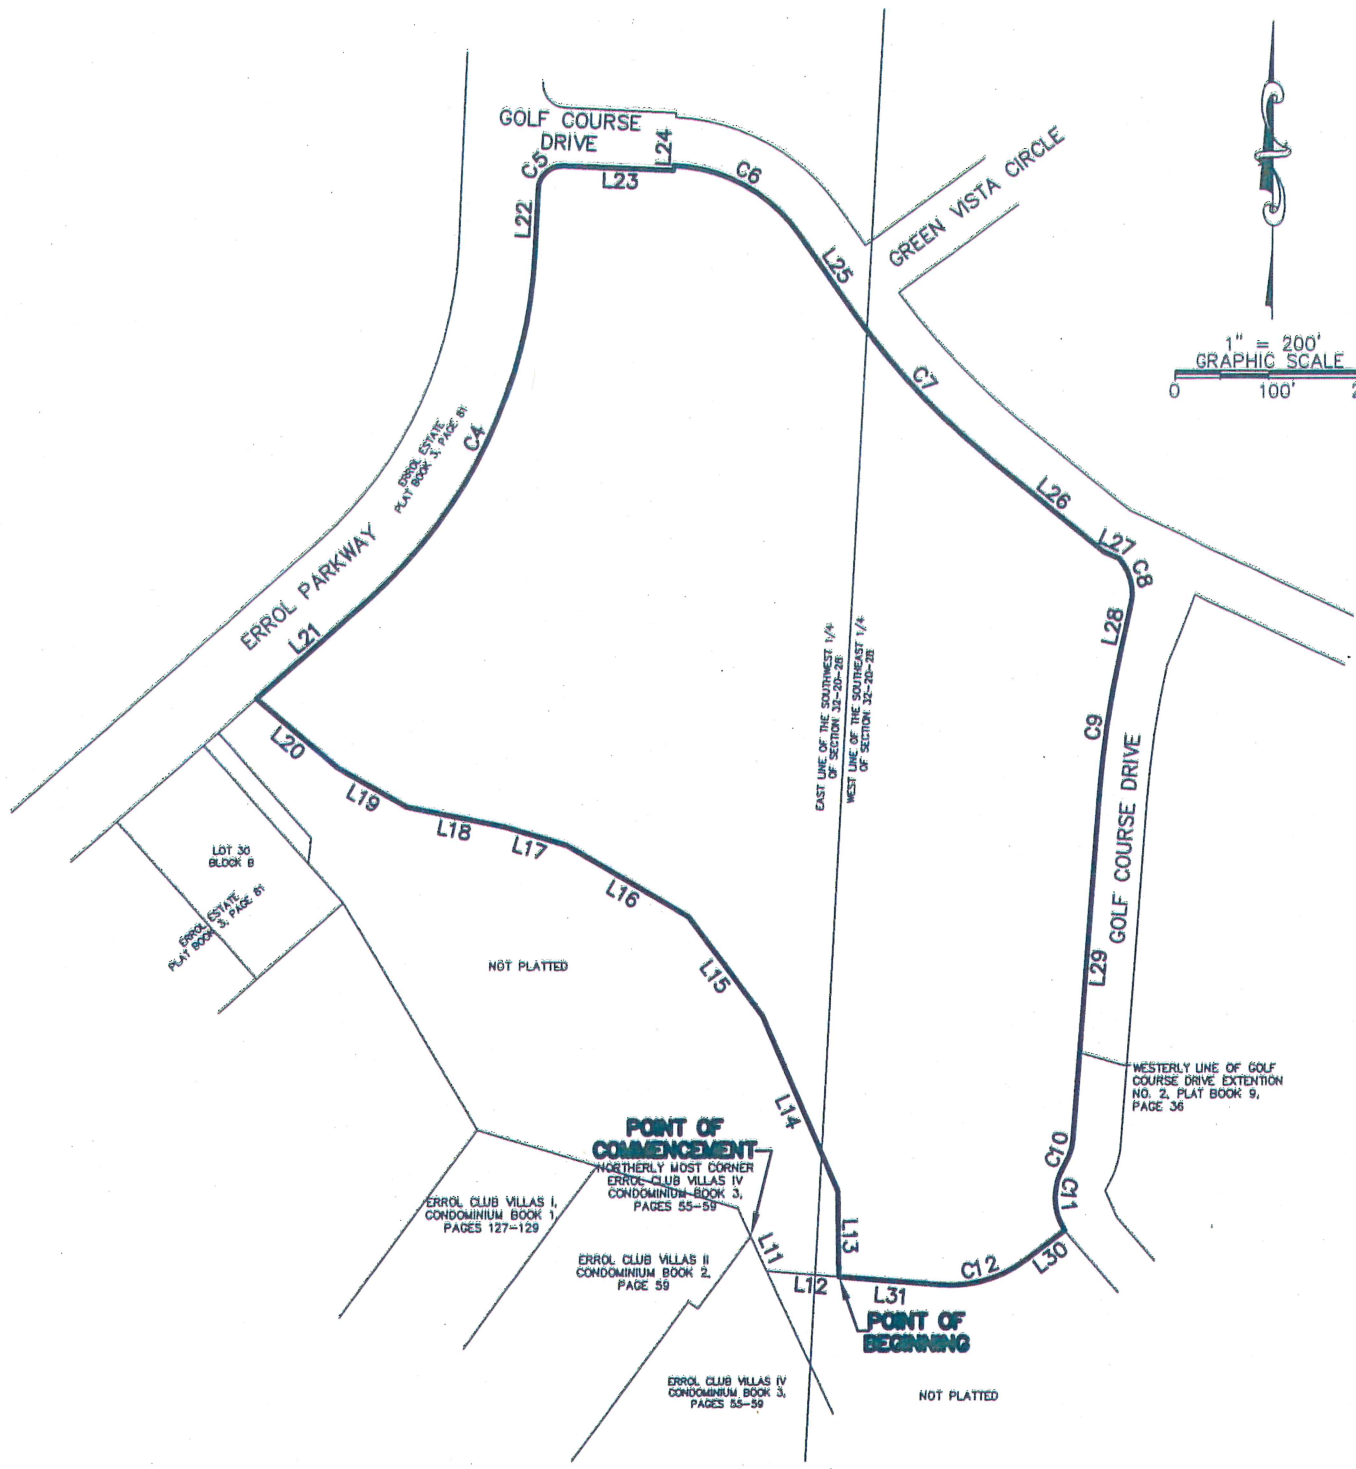 GOLF COURSE
DRIVE
L24
C5
L23
C6
L22
GREEN VISTA CIRCLE
L25
1" = 200'
GRAPHIC SCALE
0 100' 2
C7
C4
ERROL ESTATE
PLAT BOOK 3, PAGE 81
L26
L27
C8
ERROL PARKWAY
L21
L28
EAST LINE OF THE SOUTHWEST 1/4
OF SECTION 32-20-28
WEST LINE OF THE SOUTHEAST 1/4
OF SECTION 32-20-28
C9
GOLF COURSE DRIVE
L20
L19
L18
L17
L16
LOT 30
BLOCK B
ERROL ESTATE
PLAT BOOK 3, PAGE 81
NOT PLATTED
L15
L29
WESTERLY LINE OF GOLF
COURSE DRIVE EXTENTION
NO. 2, PLAT BOOK 9,
PAGE 36
L14
POINT OF
COMMENCEMENT
NORTHERLY MOST CORNER
ERROL CLUB VILLAS IV
CONDOMINIUM BOOK 3,
PAGES 55-59
C10
C11
ERROL CLUB VILLAS I,
CONDOMINIUM BOOK 1,
PAGES 127-129
L13
L11
ERROL CLUB VILLAS II
CONDOMINIUM BOOK 2,
PAGE 59
L12
L31
C12
L30
POINT OF
BEGINNING
ERROL CLUB VILLAS IV
CONDOMINIUM BOOK 3,
PAGES 55-59
NOT PLATTED